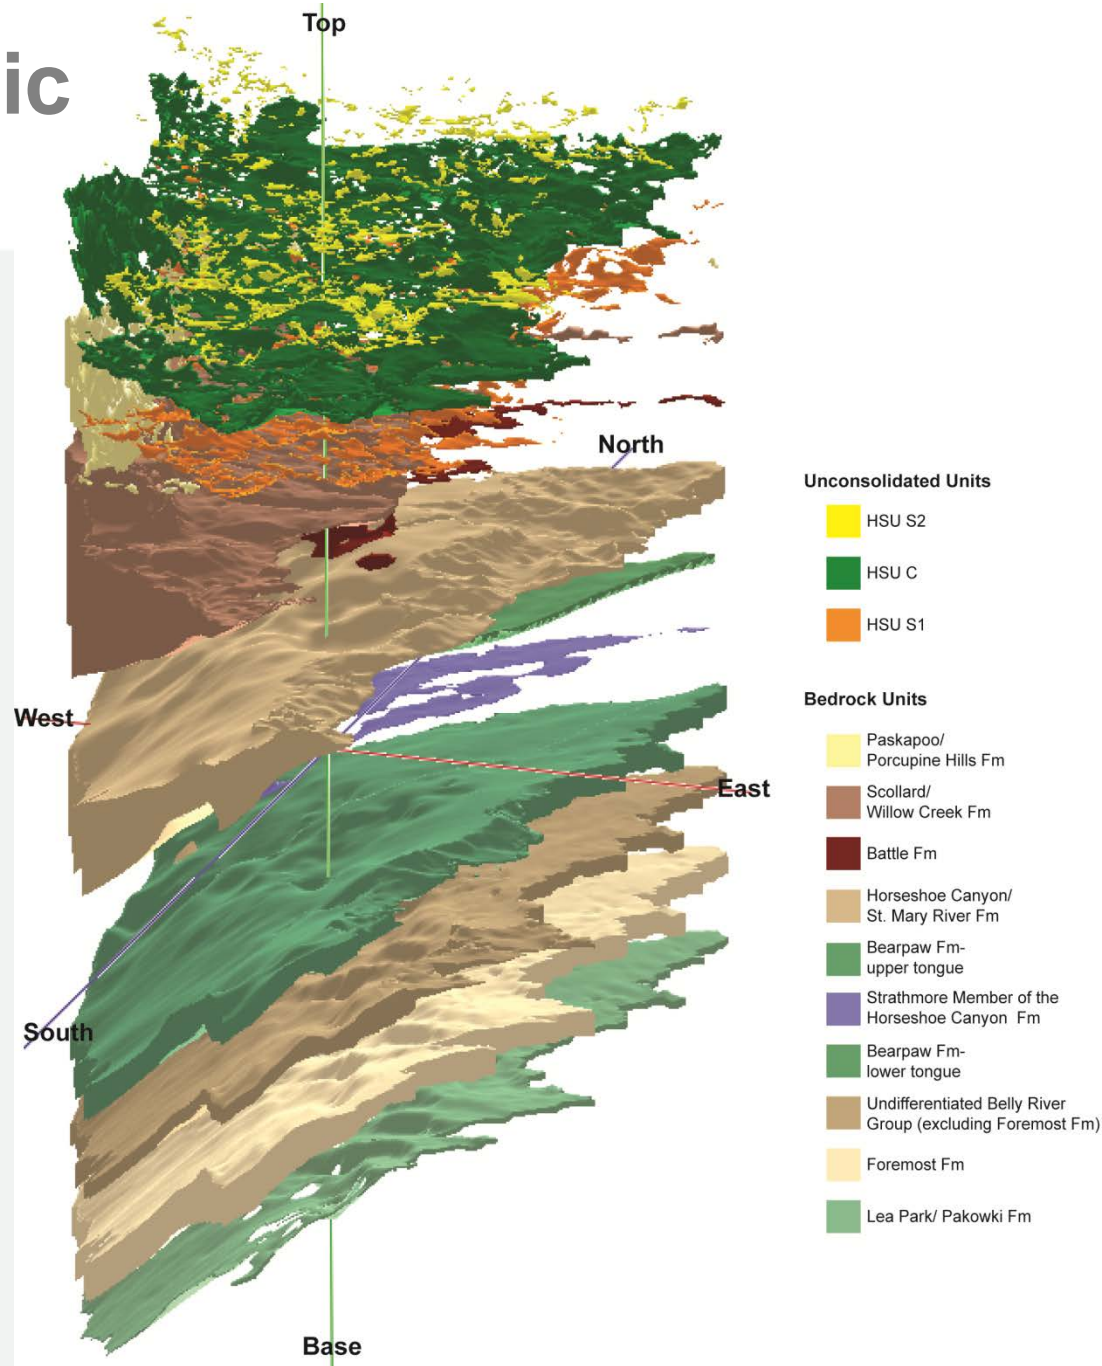 ic
Top
North
West
East
South
Base
Unconsolidated Units
HSU S2
HSU C
HSU S1
Bedrock Units
Paskapoo/
Porcupine Hills Fm
Scollard/
Willow Creek Fm
Battle Fm
Horseshoe Canyon/
St. Mary River Fm
Bearpaw Fm-
upper tongue
Strathmore Member of the
Horseshoe Canyon Fm
Bearpaw Fm-
lower tongue
Undifferentiated Belly River
Group (excluding Foremost Fm)
Foremost Fm
Lea Park/ Pakowki Fm